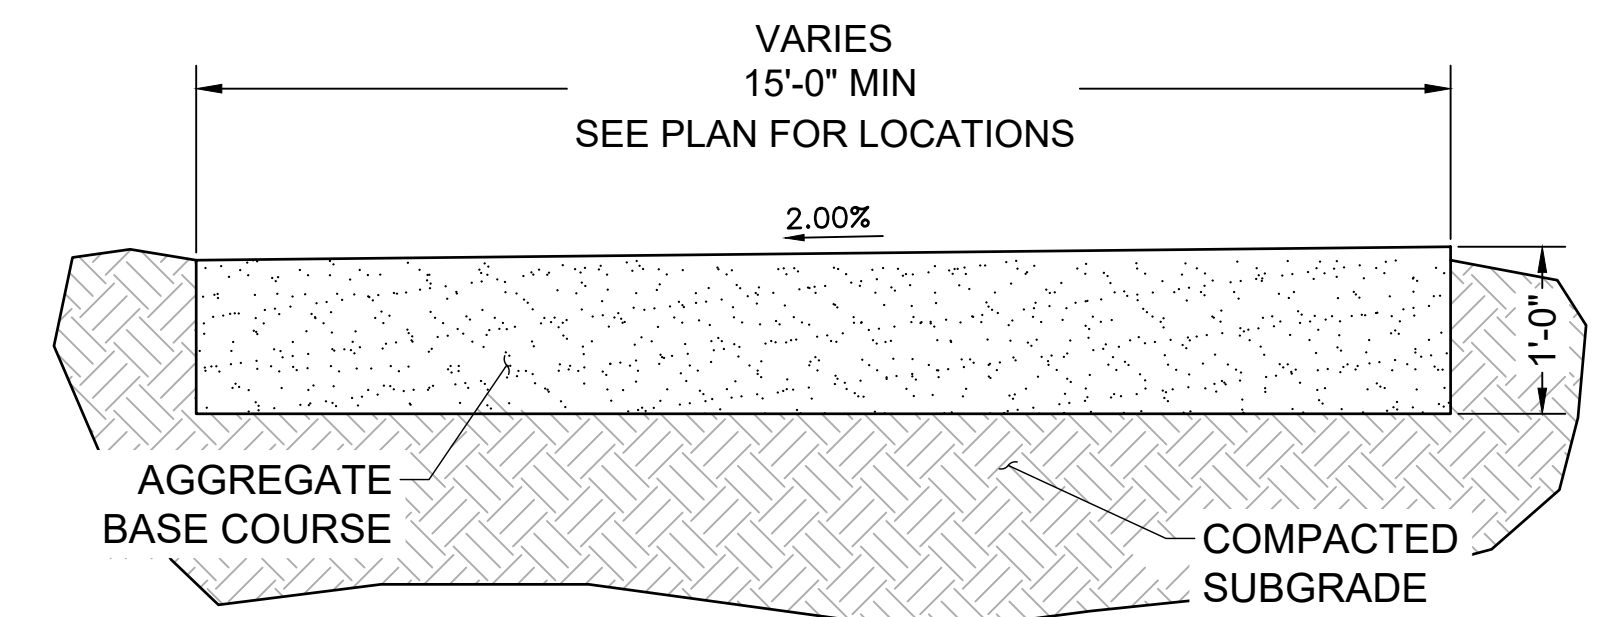 VARIES
15'-0" MIN
SEE PLAN FOR LOCATIONS
2.00%
1'-0"
AGGREGATE
BASE COURSE
COMPACTED
SUBGRADE